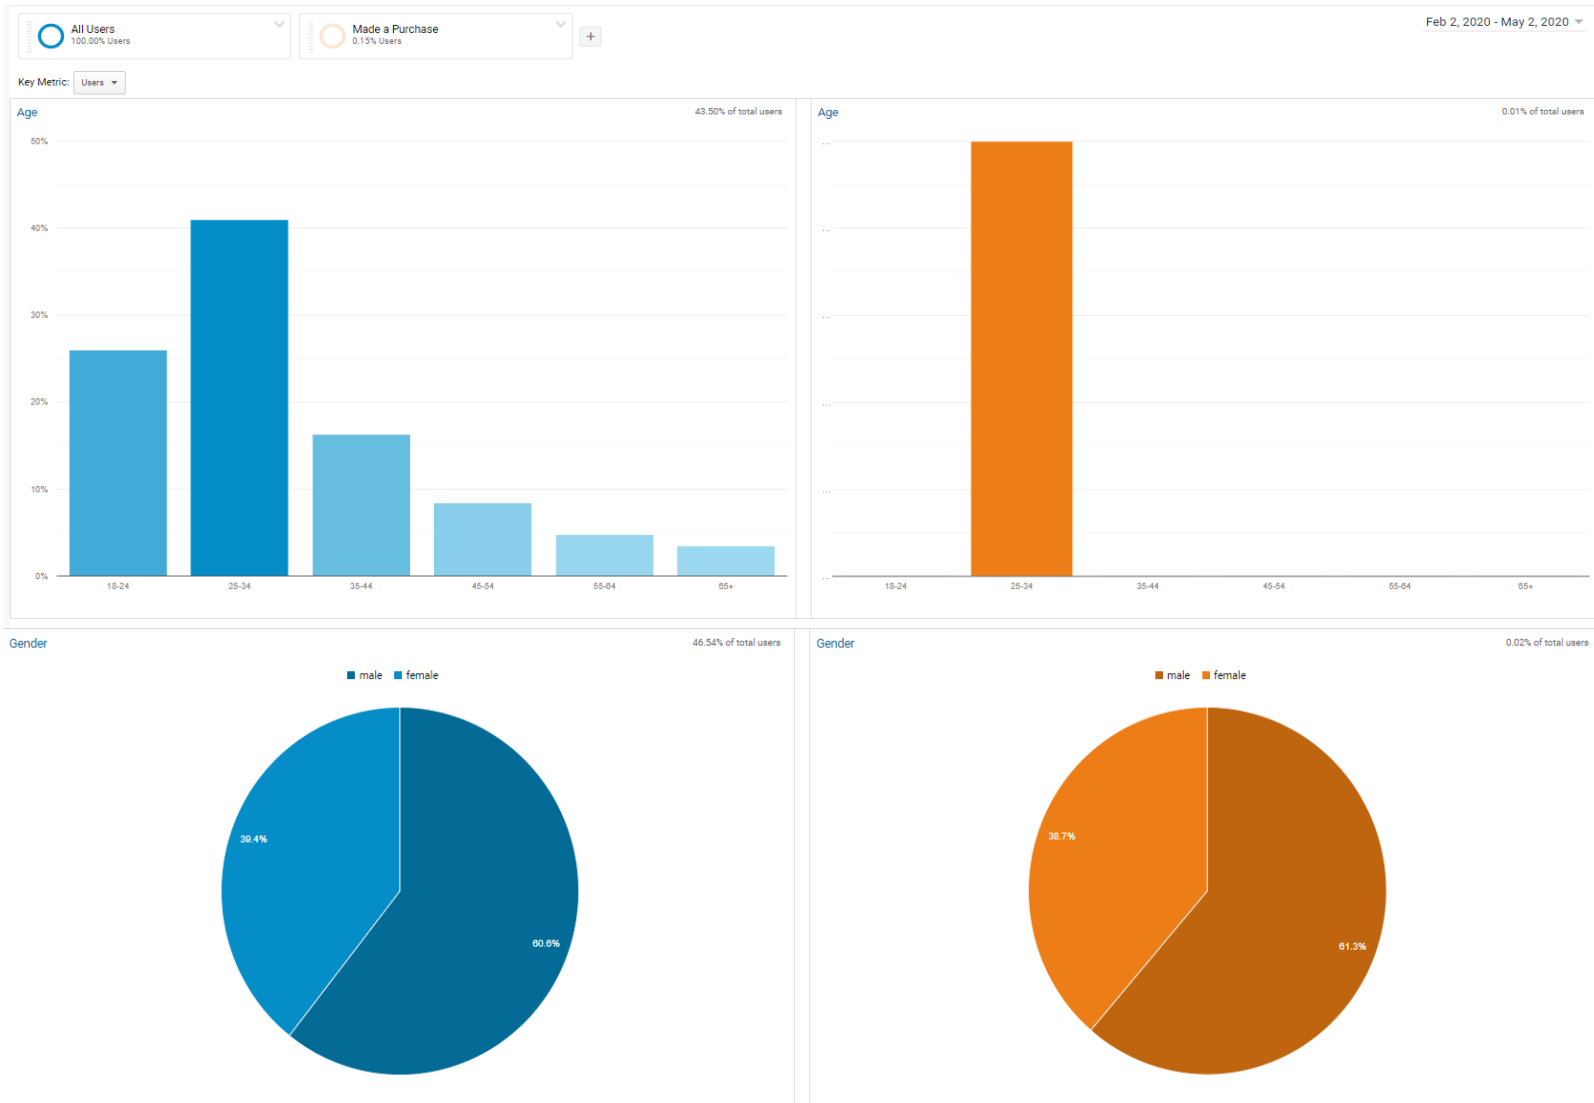 All Users
100.00% Users
Made a Purchase
0.15% Users
+
Feb 2, 2020 - May 2, 2020
Key Metric: Users
Age
43.50% of total users
50%
40%
30%
20%
10%
0%
18-24 25-34 35-44 45-54 55-64 65+
Age
0.01% of total users
...
...
...
...
...
...
18-24 25-34 35-44 45-54 55-64 65+
Gender
46.54% of total users
male female
39.4%
60.6%
Gender
0.02% of total users
male female
38.7%
61.3%